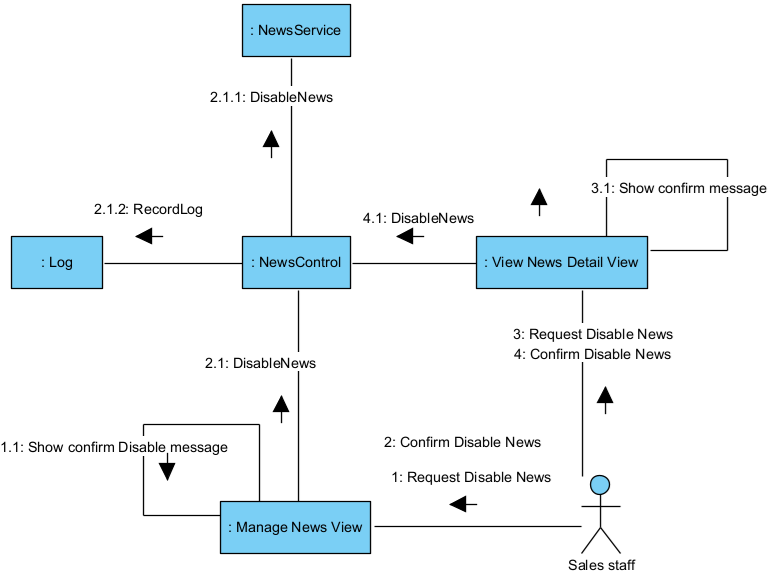 : NewsService
2.1.1: DisableNews
3.1: Show confirm message
2.1.2: RecordLog
4.1: DisableNews
: Log
: NewsControl
: View News Detail View
3: Request Disable News
4: Confirm Disable News
2.1: DisableNews
2: Confirm Disable News
1.1: Show confirm Disable message
1: Request Disable News
: Manage News View
Sales staff